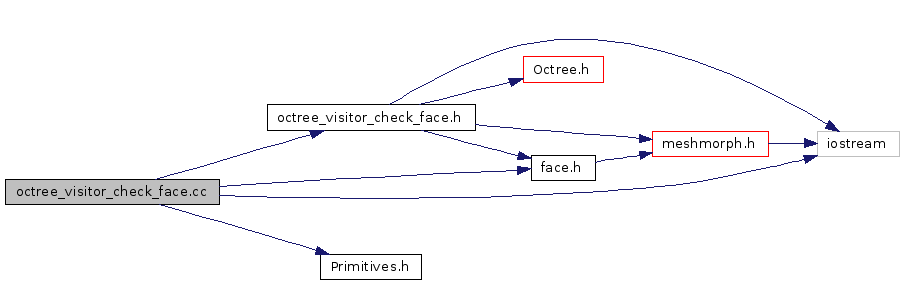 Octree.h
octree_visitor_check_face.h
meshmorph.h
iostream
face.h
octree_visitor_check_face.cc
Primitives.h